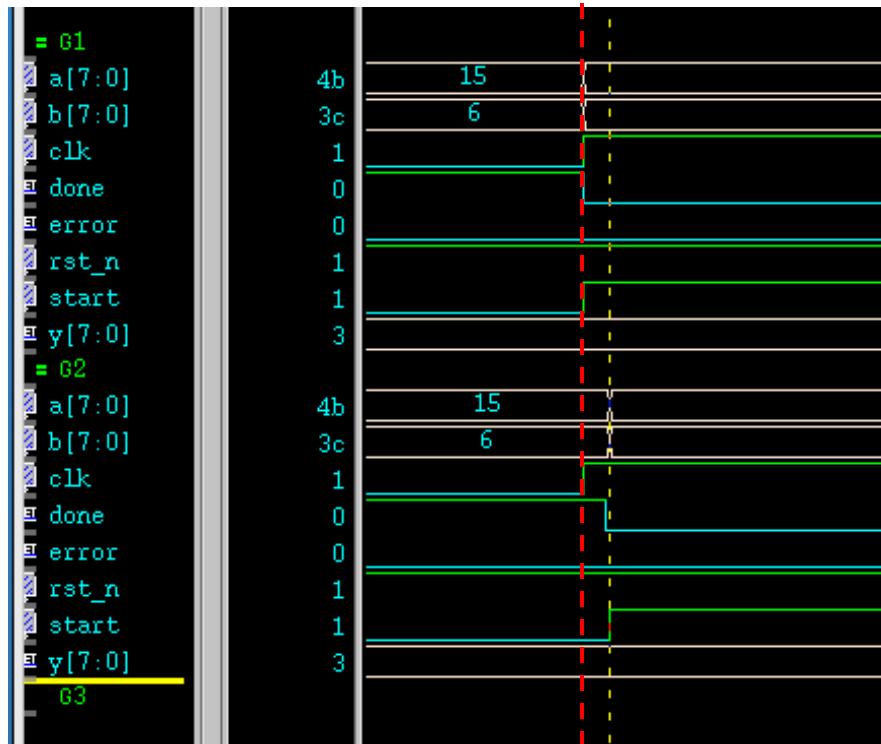 = G1
a[7:0] 4b 15
b[7:0] 3c 6
clk 1
done 0
error 0
rst_n 1
start 1
y[7:0] 3
= G2
a[7:0] 4b 15
b[7:0] 3c 6
clk 1
done 0
error 0
rst_n 1
start 1
y[7:0] 3
G3